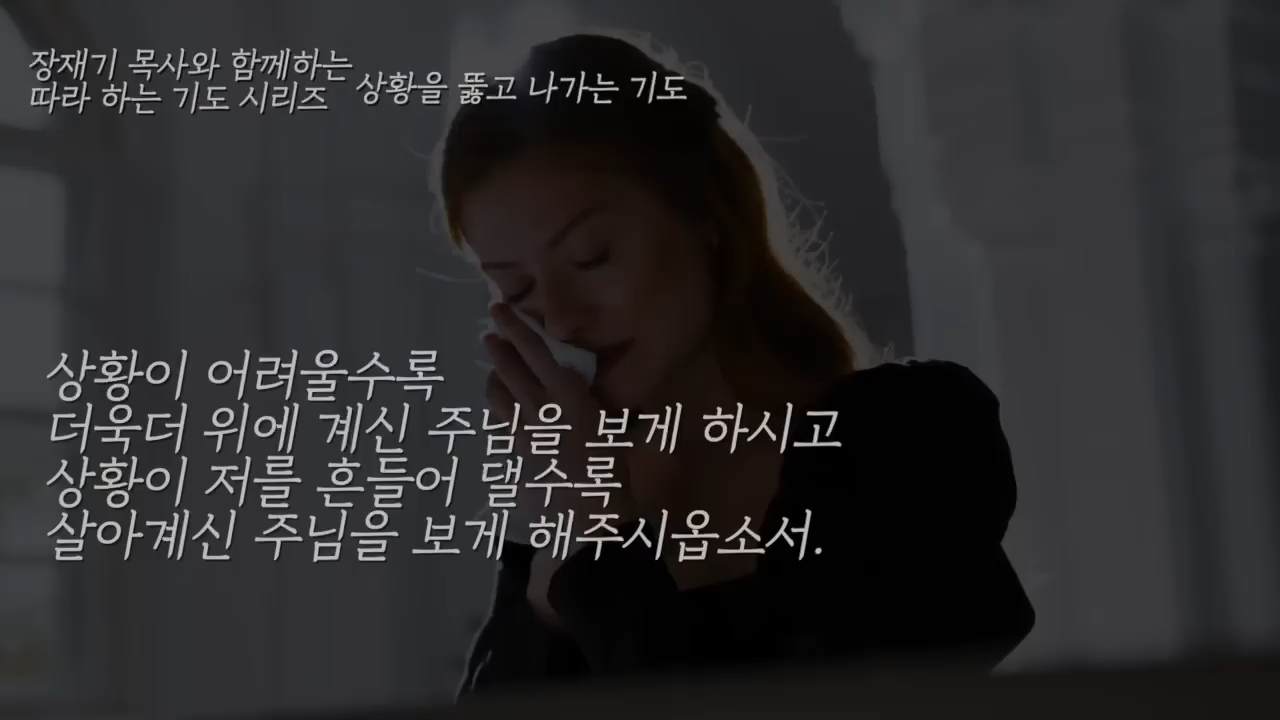 장재기 목사와 함께하는
따라 하는 기도 시리즈
상황을 뚫고 나가는 기도
상황이 어려울수록
더욱더 위에 계신 주님을 보게 하시고
상황이 저를 흔들어 댈수록
살아계신 주님을 보게 해주시옵소서.